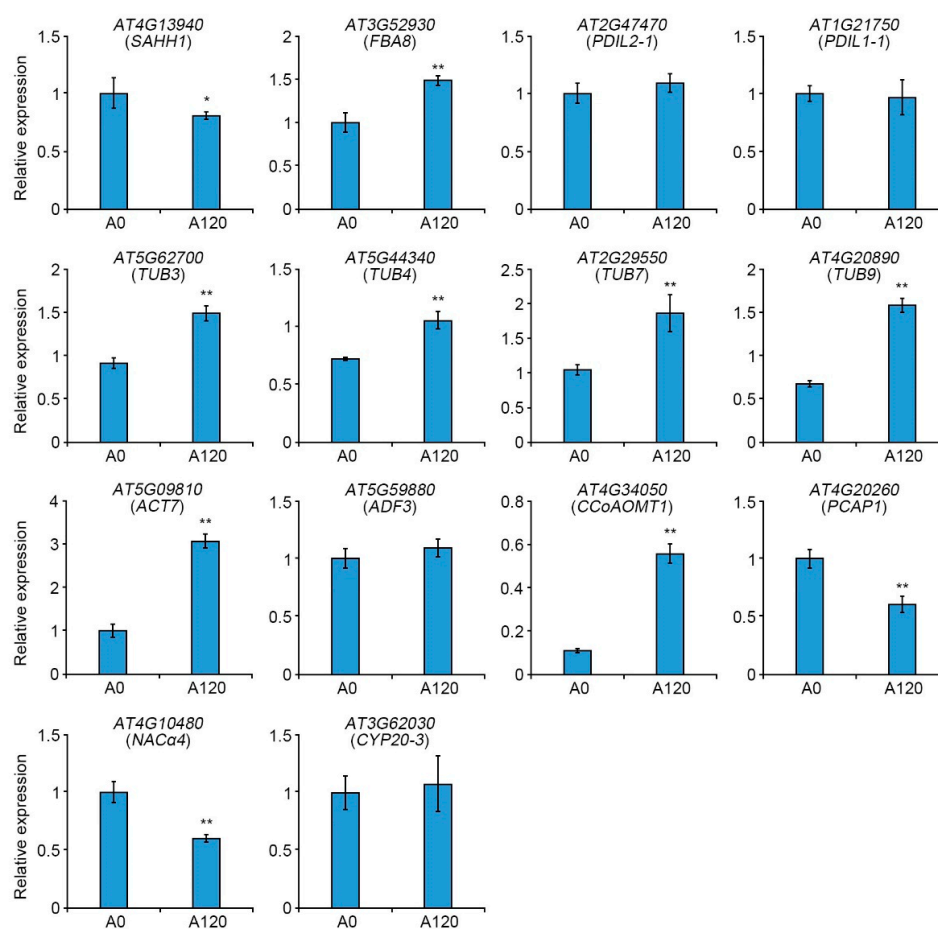 AT4G13940
(SAHH1)
Relative expression
1.5
1
0.5
0
*
A0 A120
AT3G52930
(FBA8)
2
1.5
1
0.5
0
**
A0 A120
AT2G47470
(PDIL2-1)
1.5
1
0.5
0
A0 A120
AT1G21750
(PDIL1-1)
1.5
1
0.5
0
A0 A120
AT5G62700
(TUB3)
Relative expression
2
1.5
1
0.5
0
**
A0 A120
AT5G44340
(TUB4)
1.5
1
0.5
0
**
A0 A120
AT2G29550
(TUB7)
2.5
2
1.5
1
0.5
0
**
A0 A120
AT4G20890
(TUB9)
2
1.5
1
0.5
0
**
A0 A120
AT5G09810
(ACT7)
Relative expression
4
3
2
1
0
**
A0 A120
AT5G59880
(ADF3)
1.5
1
0.5
0
A0 A120
AT4G34050
(CCoAOMT1)
0.8
0.6
0.4
0.2
0
**
A0 A120
AT4G20260
(PCAP1)
1.5
1
0.5
0
**
A0 A120
AT4G10480
(NACα4)
Relative expression
1.5
1
0.5
0
**
A0 A120
AT3G62030
(CYP20-3)
1.5
1
0.5
0
A0 A120